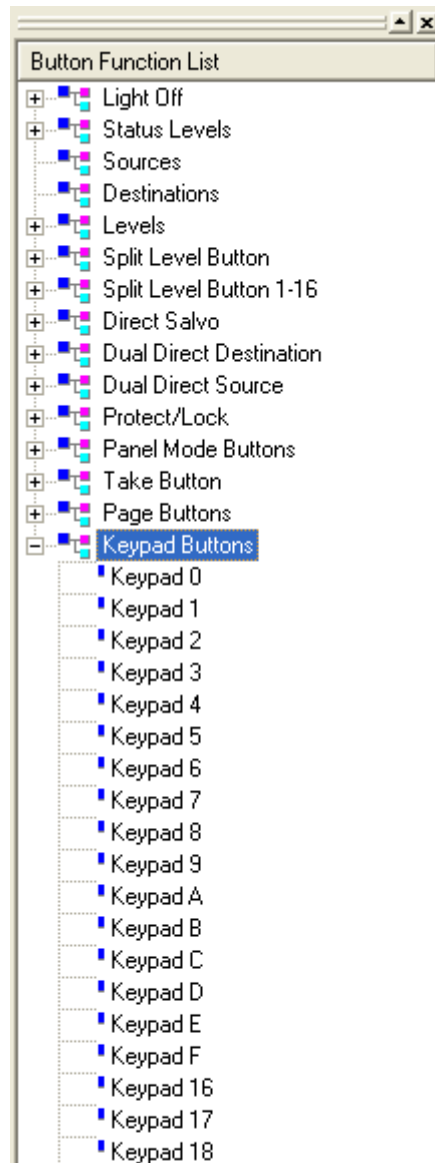 Button Function List
Light Off
Status Levels
Sources
Destinations
Levels
Split Level Button
Split Level Button 1-16
Direct Salvo
Dual Direct Destination
Dual Direct Source
Protect/Lock
Panel Mode Buttons
Take Button
Page Buttons
Keypad Buttons
Keypad 0
Keypad 1
Keypad 2
Keypad 3
Keypad 4
Keypad 5
Keypad 6
Keypad 7
Keypad 8
Keypad 9
Keypad A
Keypad B
Keypad C
Keypad D
Keypad E
Keypad F
Keypad 16
Keypad 17
Keypad 18